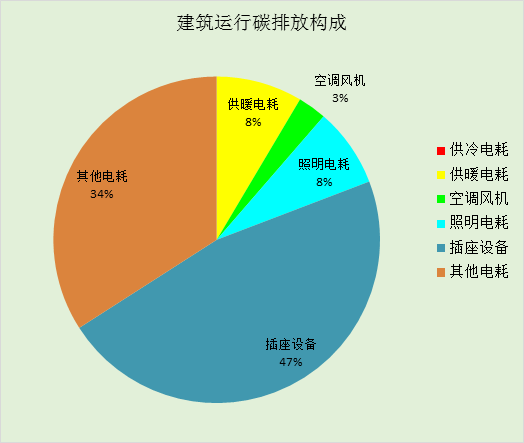 建筑运行碳排放构成
空调风机
3%
供暖电耗
8%
照明电耗
8%
其他电耗
34%
插座设备
47%
供冷电耗
供暖电耗
空调风机
照明电耗
插座设备
其他电耗